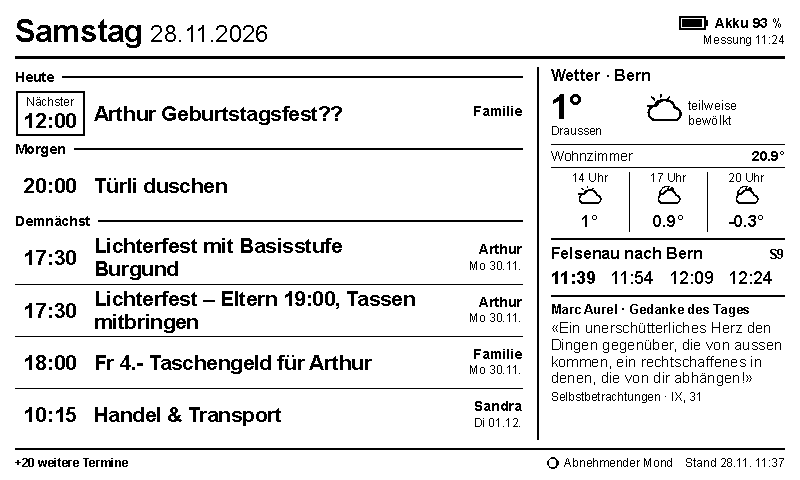 Samstag 28.11.2026
Akku 93 %
Messung 11:24
Heute
Nächster
12:00
Arthur Geburtstagsfest??
Familie
Morgen
20:00
Türli duschen
Demnächst
17:30
Lichterfest mit Basisstufe
Burgund
Arthur
Mo 30.11.
17:30
Lichterfest – Eltern 19:00, Tassen
mitbringen
Arthur
Mo 30.11.
18:00
Fr 4.- Taschengeld für Arthur
Familie
Mo 30.11.
10:15
Handel & Transport
Sandra
Di 01.12.
Wetter · Bern
1°
Draussen
teilweise
bewölkt
Wohnzimmer 20.9°
14 Uhr 17 Uhr 20 Uhr
1° 0.9° -0.3°
Felsenau nach Bern S9
11:39 11:54 12:09 12:24
Marc Aurel · Gedanke des Tages
«Ein unerschütterliches Herz den
Dingen gegenüber, die von aussen
kommen, ein rechtschaffenes in
denen, die von dir abhängen!»
Selbstbetrachtungen · IX, 31
+20 weitere Termine
Abnehmender Mond Stand 28.11. 11:37